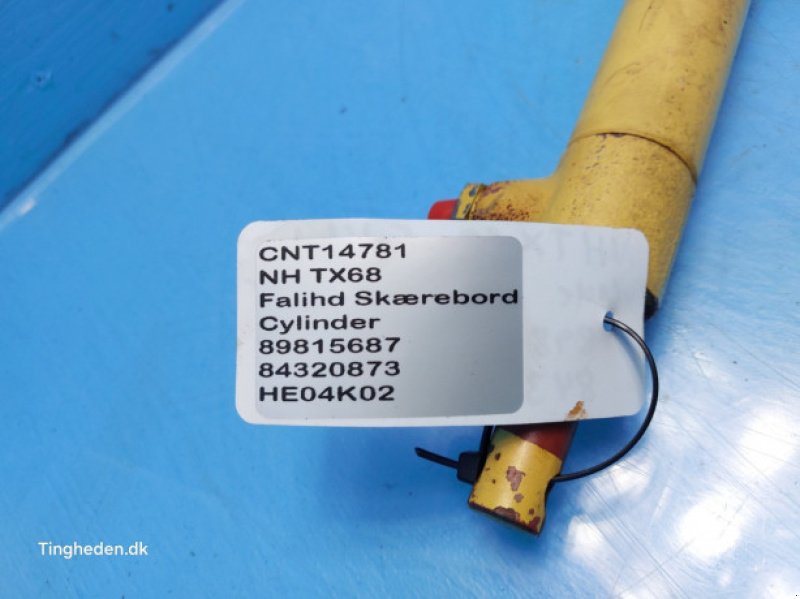 CNT14781
NH TX68
Falihd Skærebord
Cylinder
89815687
84320873
HE04K02
Tingheden.dk